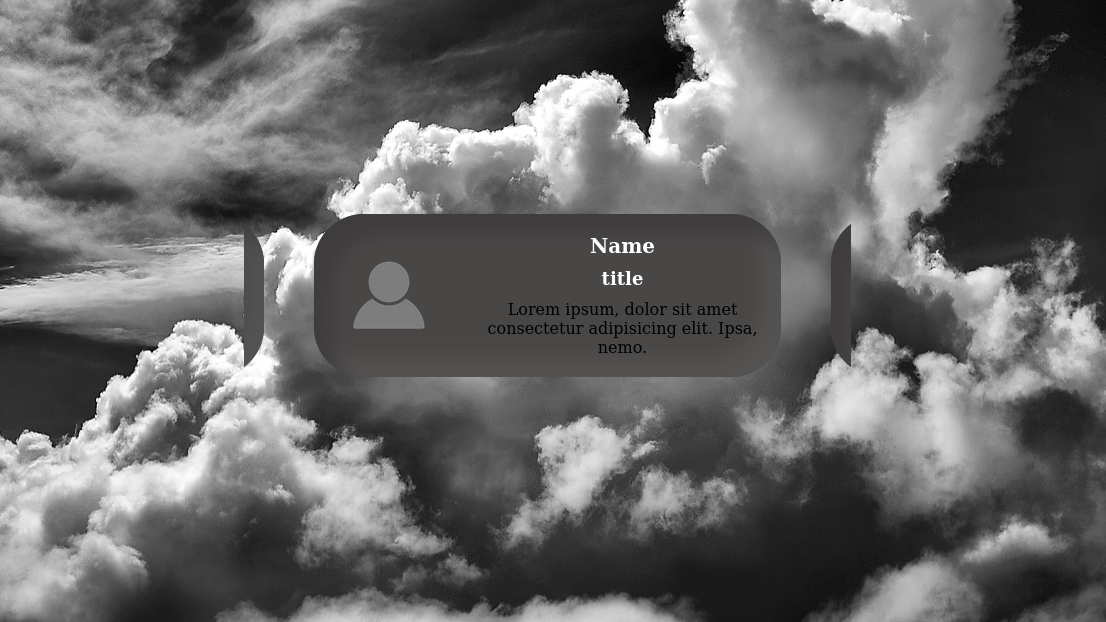 Name
title
Lorem ipsum, dolor sit amet
consectetur adipisicing elit. Ipsa,
nemo.